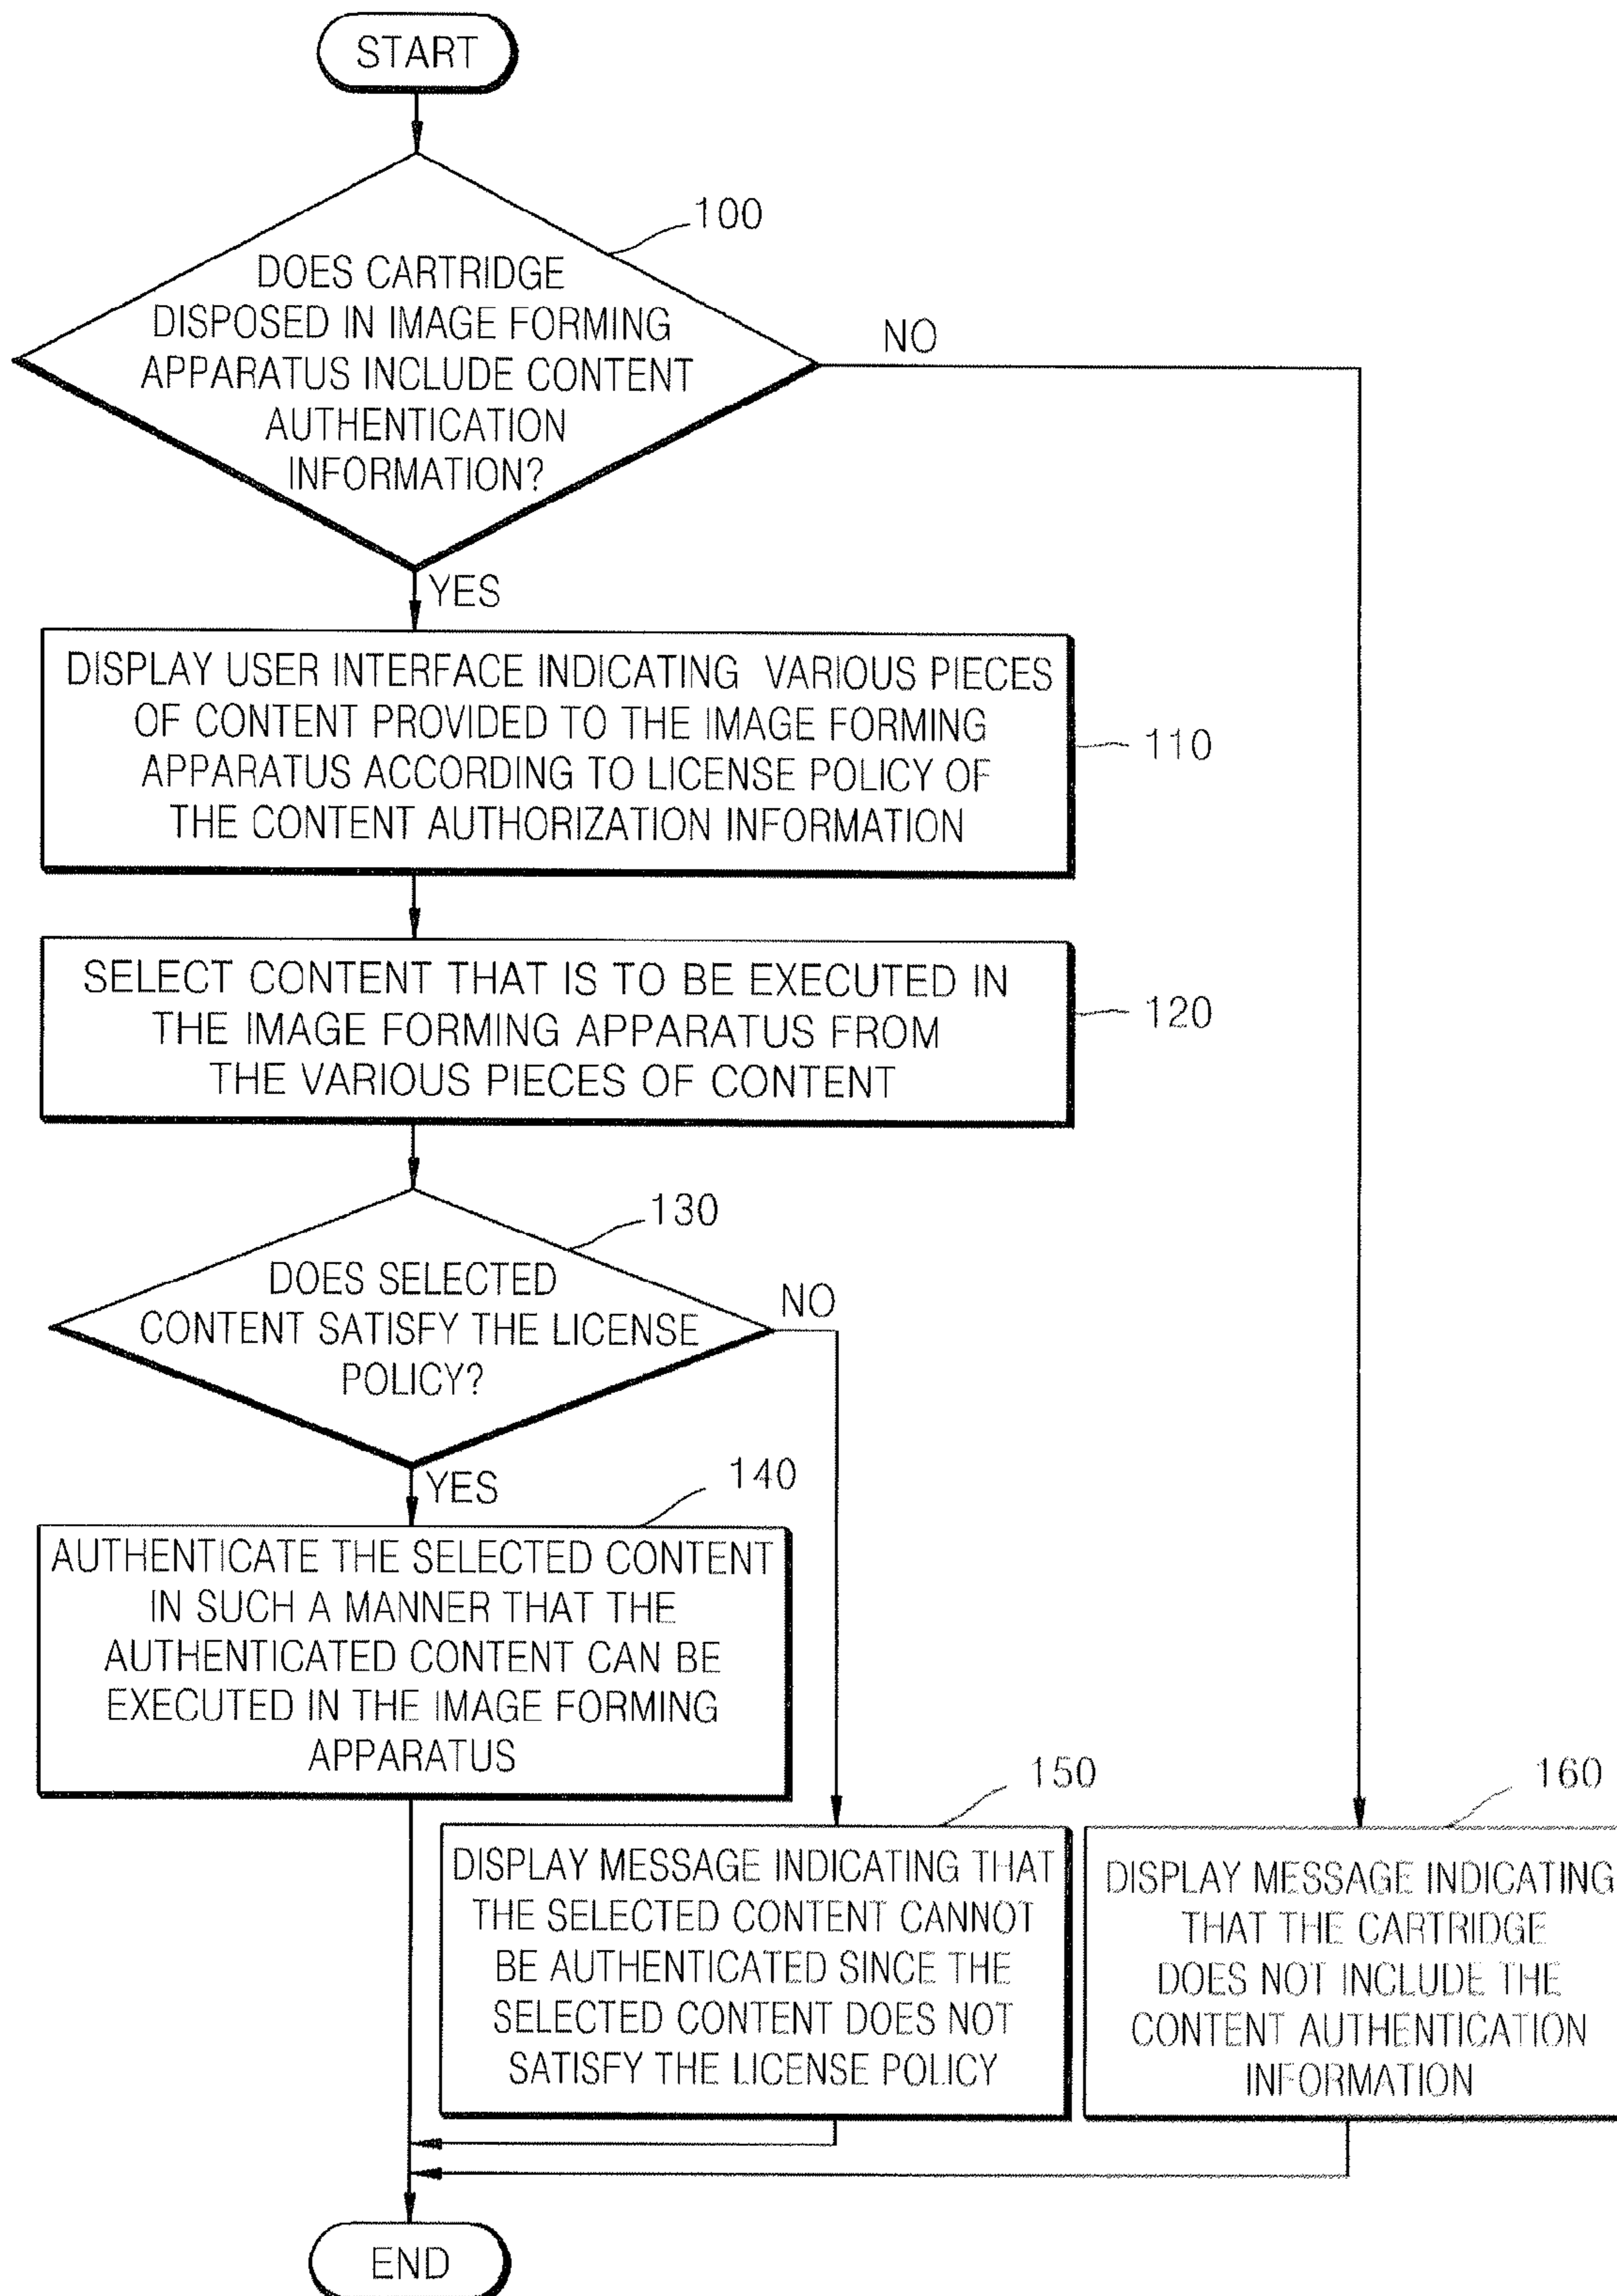 START
100
DOES CARTRIDGE
DISPOSED IN IMAGE FORMING
APPARATUS INCLUDE CONTENT
AUTHENTICATION
INFORMATION?
NO
YES
DISPLAY USER INTERFACE INDICATING VARIOUS PIECES
OF CONTENT PROVIDED TO THE IMAGE FORMING
APPARATUS ACCORDING TO LICENSE POLICY OF
THE CONTENT AUTHORIZATION INFORMATION
110
SELECT CONTENT THAT IS TO BE EXECUTED IN
THE IMAGE FORMING APPARATUS FROM
THE VARIOUS PIECES OF CONTENT
120
130
DOES SELECTED
CONTENT SATISFY THE LICENSE
POLICY?
NO
YES
140
AUTHENTICATE THE SELECTED CONTENT
IN SUCH A MANNER THAT THE
AUTHENTICATED CONTENT CAN BE
EXECUTED IN THE IMAGE FORMING
APPARATUS
150
DISPLAY MESSAGE INDICATING THAT
THE SELECTED CONTENT CANNOT
BE AUTHENTICATED SINCE THE
SELECTED CONTENT DOES NOT
SATISFY THE LICENSE POLICY
160
DISPLAY MESSAGE INDICATING
THAT THE CARTRIDGE
DOES NOT INCLUDE THE
CONTENT AUTHENTICATION
INFORMATION
END